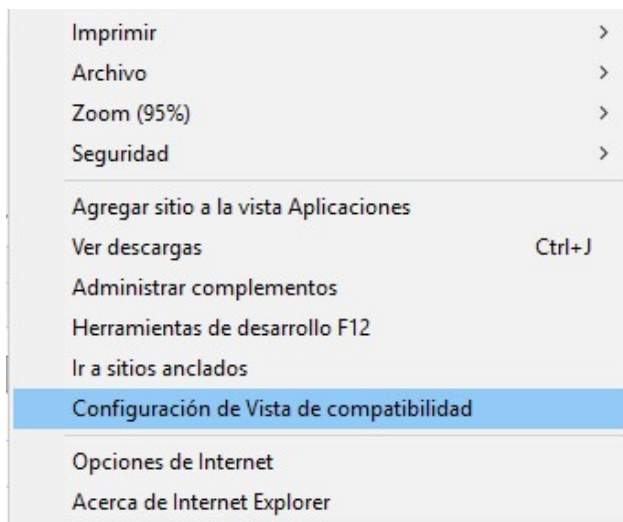 Imprimir
Archivo
Zoom (95%)
Seguridad
Agregar sitio a la vista Aplicaciones
Ver descargas Ctrl+J
Administrar complementos
Herramientas de desarrollo F12
Ir a sitios anclados
Configuración de Vista de compatibilidad
Opciones de Internet
Acerca de Internet Explorer